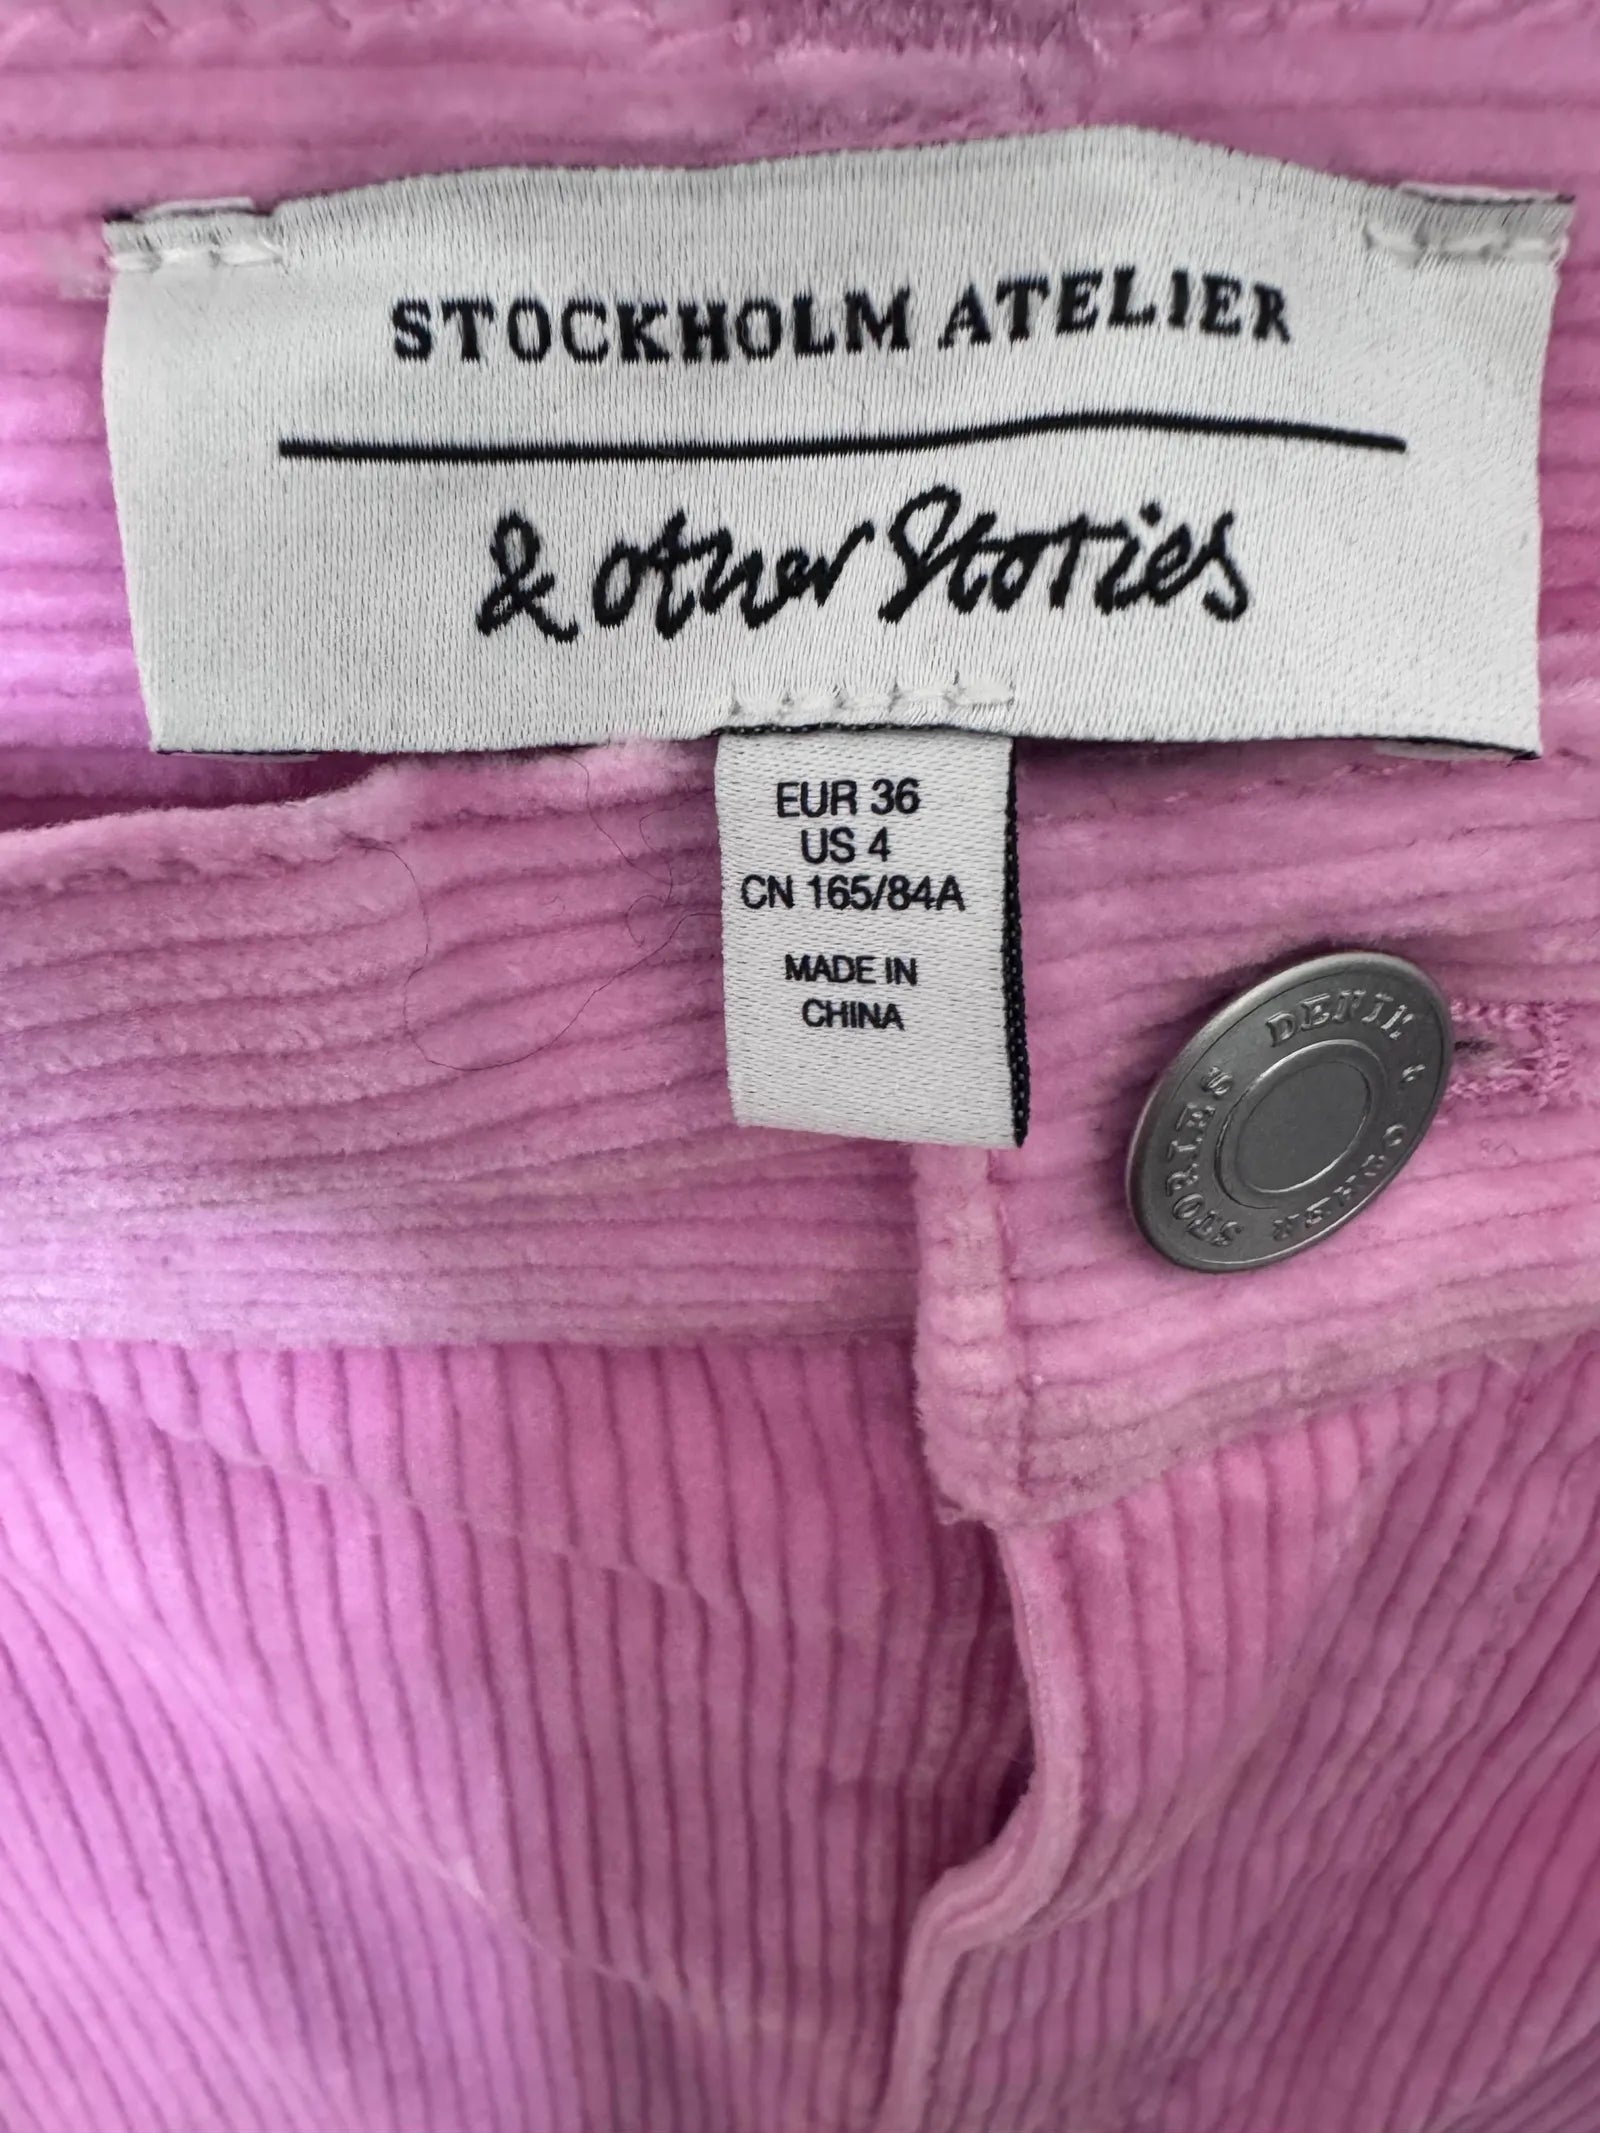 STOCKHOLM ATELIER
& other Stories
EUR 36
US 4
CN 165/84A
MADE IN
CHINA
DENIM & OTHER STORIES